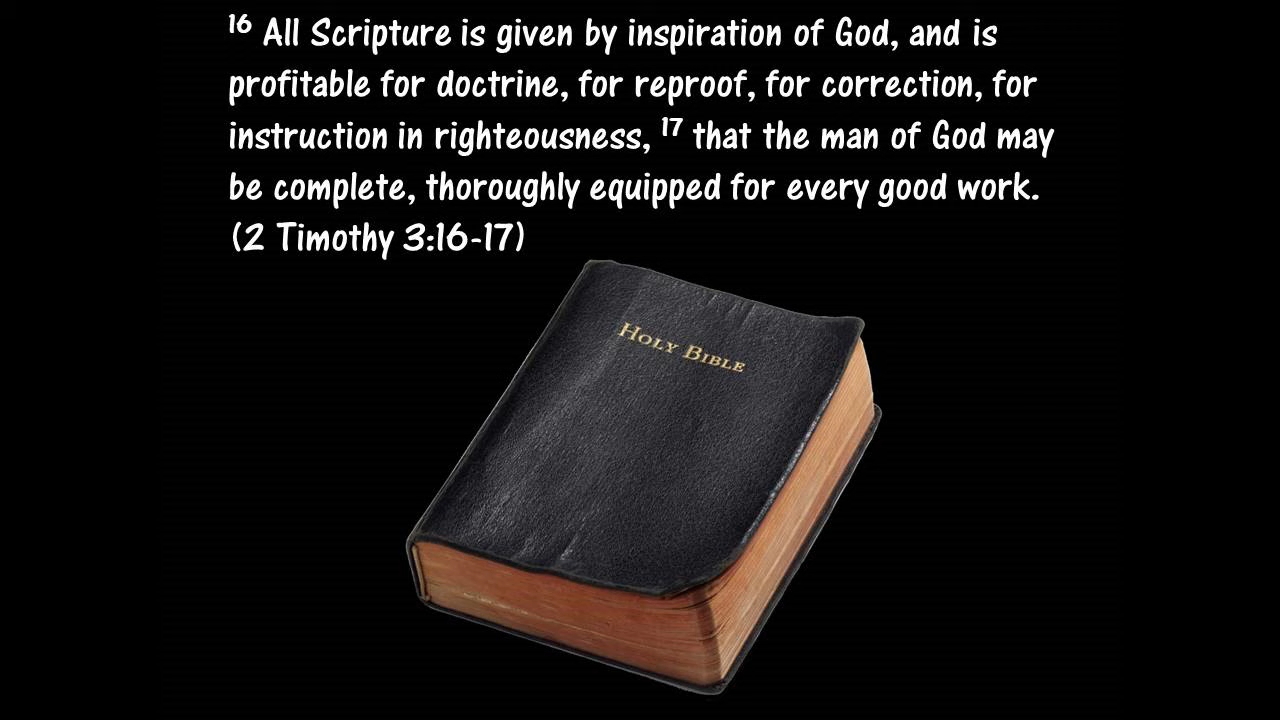 16 All Scripture is given by inspiration of God, and is
profitable for doctrine, for reproof, for correction, for
instruction in righteousness, 17 that the man of God may
be complete, thoroughly equipped for every good work.
(2 Timothy 3:16-17)
HOLY BIBLE